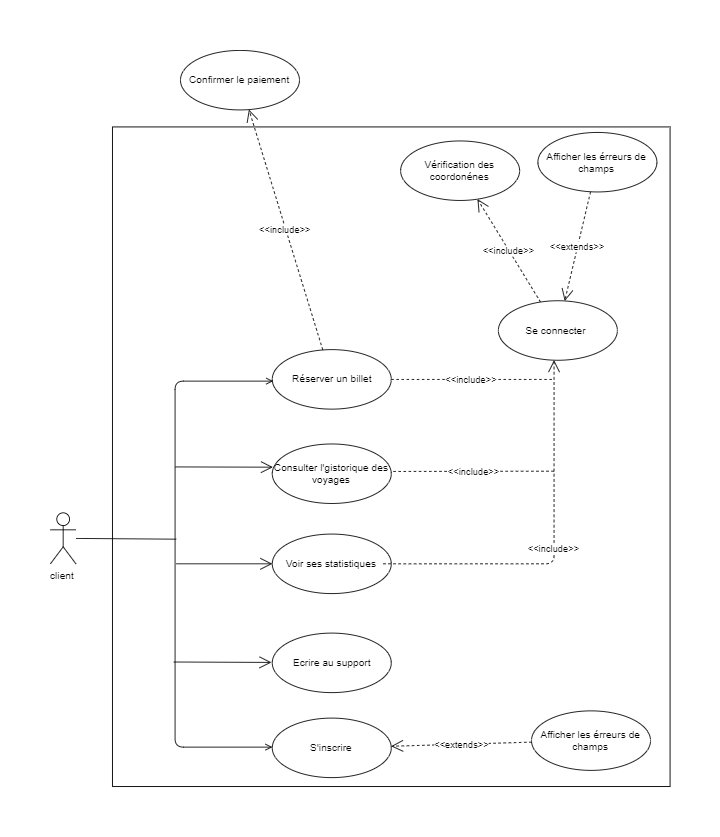 Confirmer le paiement
Vérification des
coordonénes
Afficher les érreurs de
champs
<<include>>
<<include>>
<<extends>>
Se connecter
Réserver un billet
<<include>>
Consulter l'gistorique des
voyages
<<include>>
<<include>>
Voir ses statistiques
client
Ecrire au support
Afficher les érreurs de
champs
<<extends>>
S'inscrire